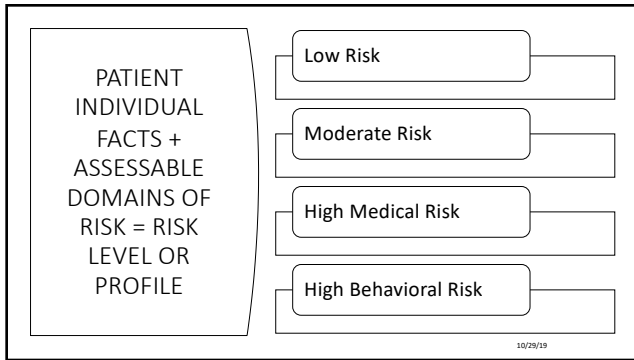 PATIENT
INDIVIDUAL
FACTS +
ASSESSABLE
DOMAINS OF
RISK = RISK
LEVEL OR
PROFILE
Low Risk
Moderate Risk
High Medical Risk
High Behavioral Risk
10/29/19